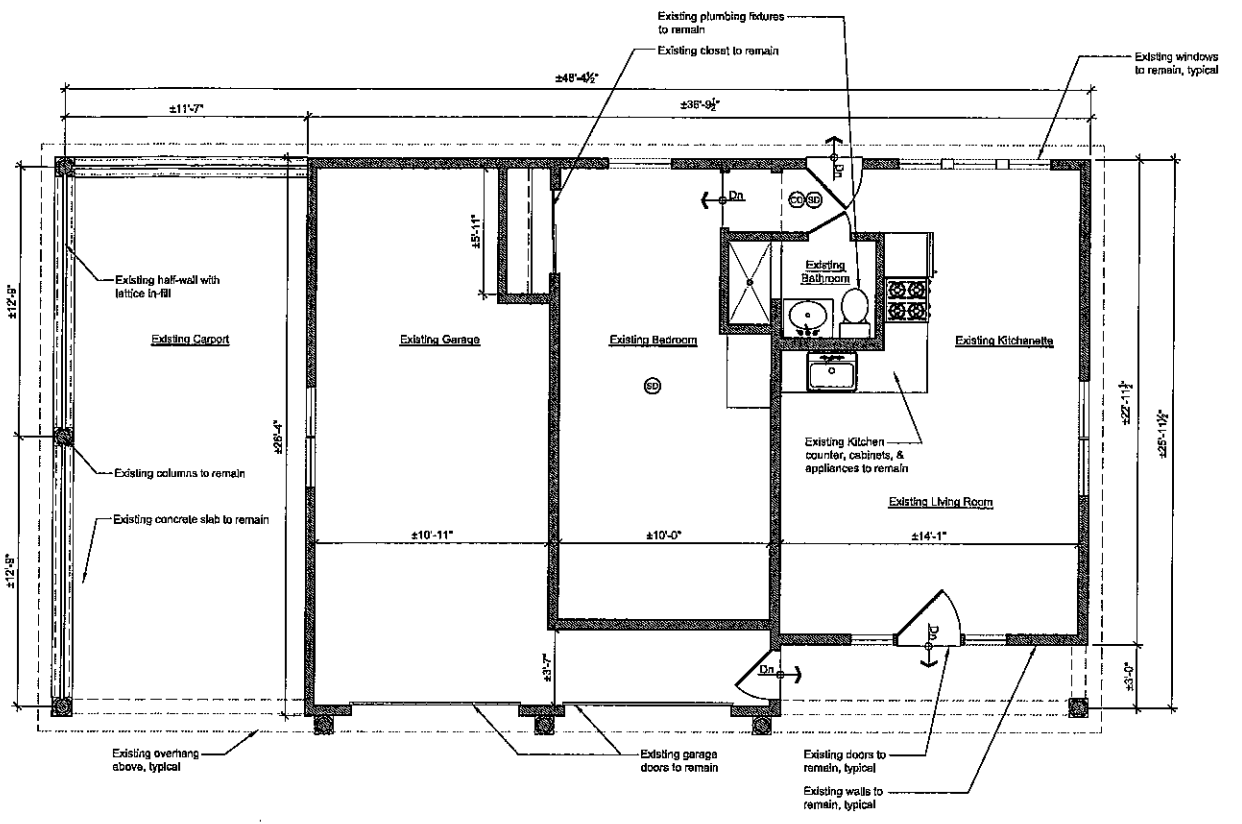 Existing plumbing fixtures
to remain
Existing closet to remain
Existing windows
to remain, typical
±48'-4½"
±11'-7"
±36'-9½"
Dn
Dn
CO
SD
±5'-11"
Existing half-wall with
lattice in-fill
±12'-9"
Existing
Bathroom
Existing Carport
Existing Garage
Existing Bedroom
Existing Kitchanette
SD
±26'-4"
±22'-11½"
±25'-11½"
Existing Kitchen
counter, cabinets, &
appliances to remain
Existing columns to remain
Existing Living Room
Existing concrete slab to remain
±10'-11"
±10'-0"
±14'-1"
±12'-9"
Dn
±3'-7"
Dn
±3'-0"
Existing overhang
above, typical
Existing garage
doors to remain
Existing doors to
remain, typical
Existing walls to
remain, typical